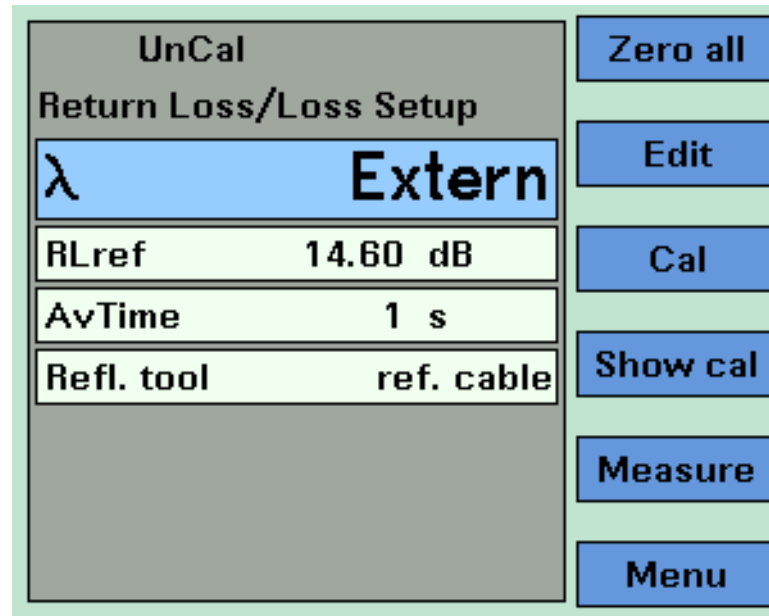 UnCal
Return Loss/Loss Setup
λ Extern
RLref 14.60 dB
AvTime 1 s
Refl. tool ref. cable
Zero all
Edit
Cal
Show cal
Measure
Menu